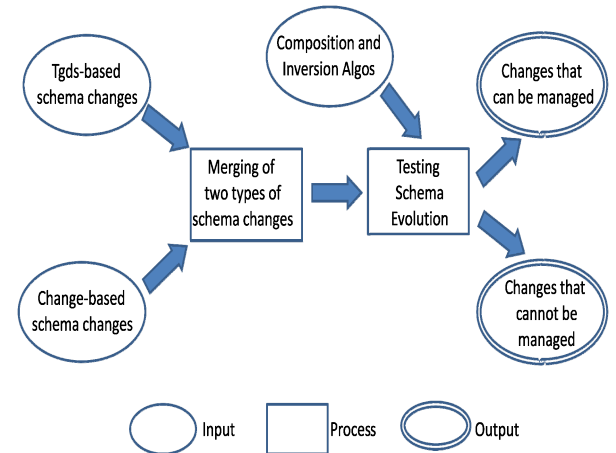 Tgds-based
schema changes
Composition and
Inversion Algos
Changes that
can be managed
Merging of
two types of
schema changes
Testing
Schema
Evolution
Change-based
schema changes
Changes that
cannot be
managed
Input
Process
Output